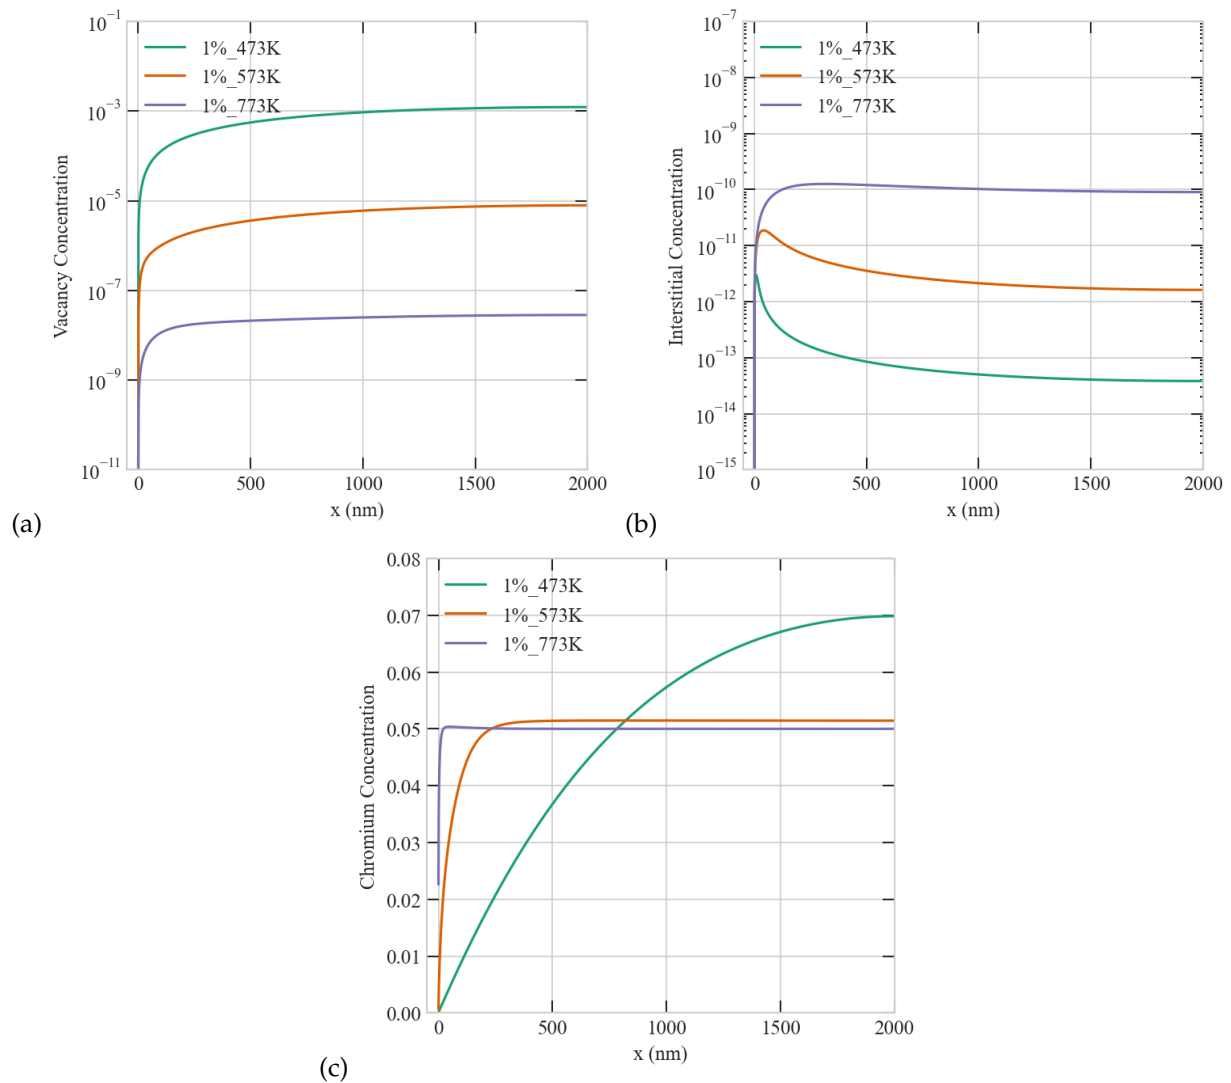 10⁻¹
10⁻³
10⁻⁵
10⁻⁷
10⁻⁹
10⁻¹¹
Vacancy Concentration
1%_473K
1%_573K
1%_773K
0 500 1000 1500 2000
x (nm)
(a)
10⁻⁷
10⁻⁸
10⁻⁹
10⁻¹⁰
10⁻¹¹
10⁻¹²
10⁻¹³
10⁻¹⁴
10⁻¹⁵
Interstitial Concentration
1%_473K
1%_573K
1%_773K
0 500 1000 1500 2000
x (nm)
(b)
0.08
0.07
0.06
0.05
0.04
0.03
0.02
0.01
0.00
Chromium Concentration
1%_473K
1%_573K
1%_773K
0 500 1000 1500 2000
x (nm)
(c)